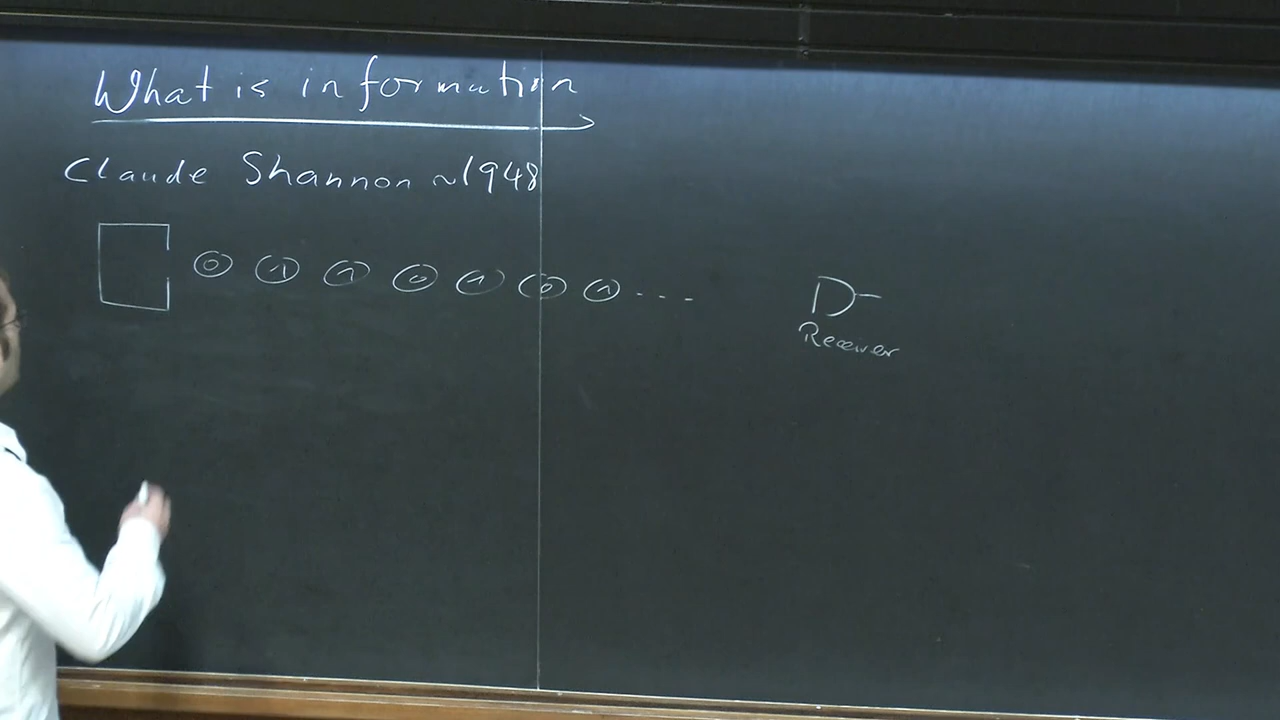 What is information
Claude Shannon ~1948
0 1 1 0 1 0 1 ----
Receiver